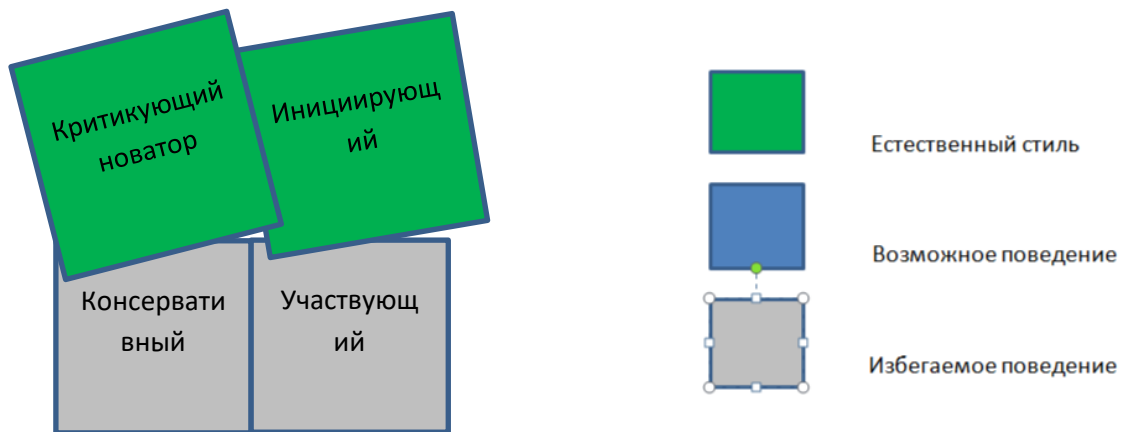 Критикующий
новатор
Инициирующ
ий
Консервати
вный
Участвующ
ий
Естественный стиль
Возможное поведение
Избегаемое поведение